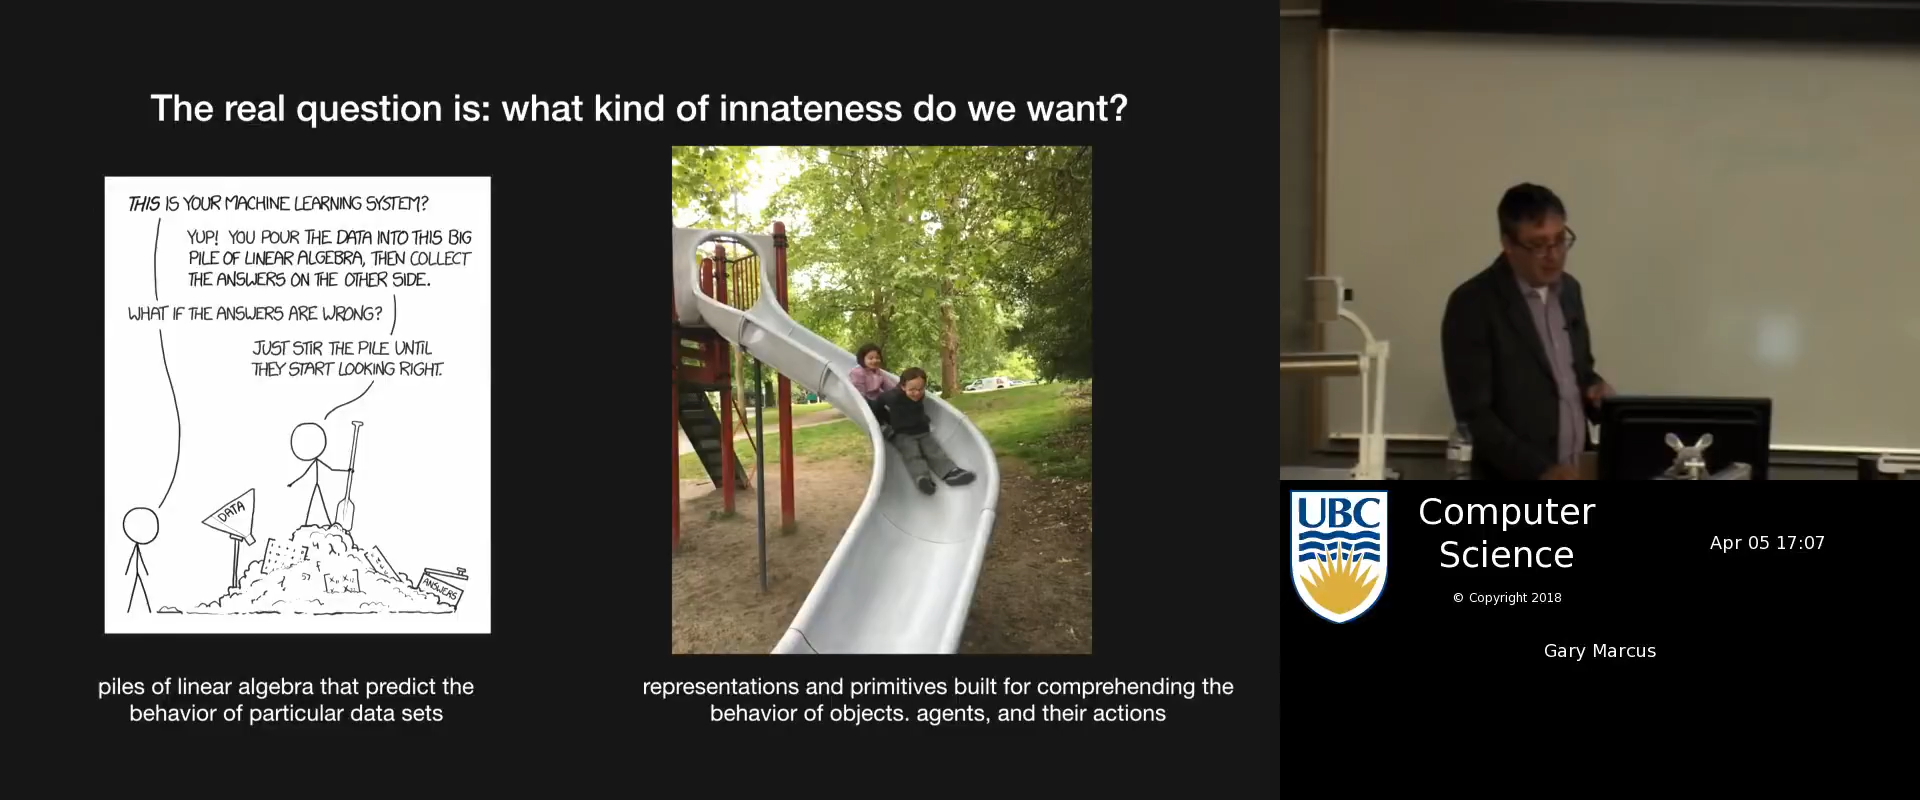 The real question is: what kind of innateness do we want?
THIS IS YOUR MACHINE LEARNING SYSTEM?
YUP! YOU POUR THE DATA INTO THIS BIG
PILE OF LINEAR ALGEBRA, THEN COLLECT
THE ANSWERS ON THE OTHER SIDE.
WHAT IF THE ANSWERS ARE WRONG?
JUST STIR THE PILE UNTIL
THEY START LOOKING RIGHT.
DATA
ANSWERS
piles of linear algebra that predict the
behavior of particular data sets
representations and primitives built for comprehending the
behavior of objects. agents, and their actions
UBC
Computer
Science
© Copyright 2018
Apr 05 17:07
Gary Marcus